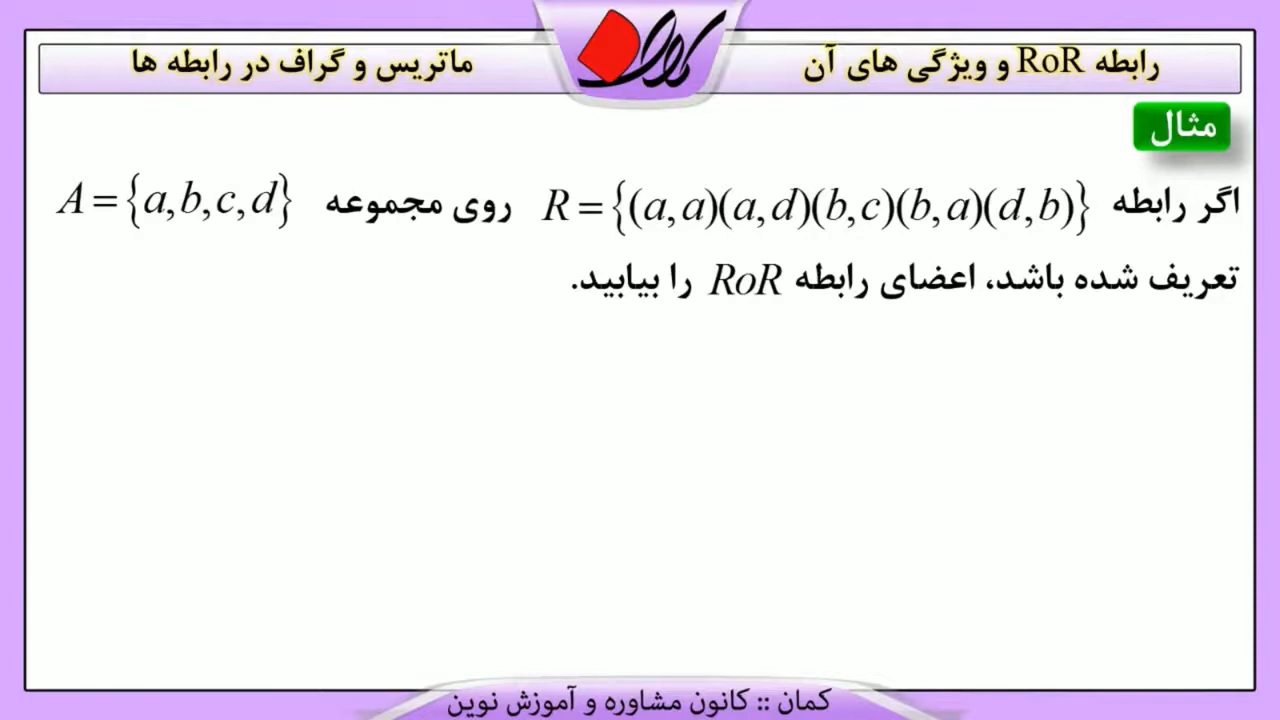 رابطه RoR و ویژگی های آن
ماتریس و گراف در رابطه ها
کمان
مثال
اگر رابطه R = {(a,a)(a,d)(b,c)(b,a)(d,b)} روی مجموعه A = {a,b,c,d}
تعریف شده باشد، اعضای رابطه RoR را بیابید.
کمان :: کانون مشاوره و آموزش نوین